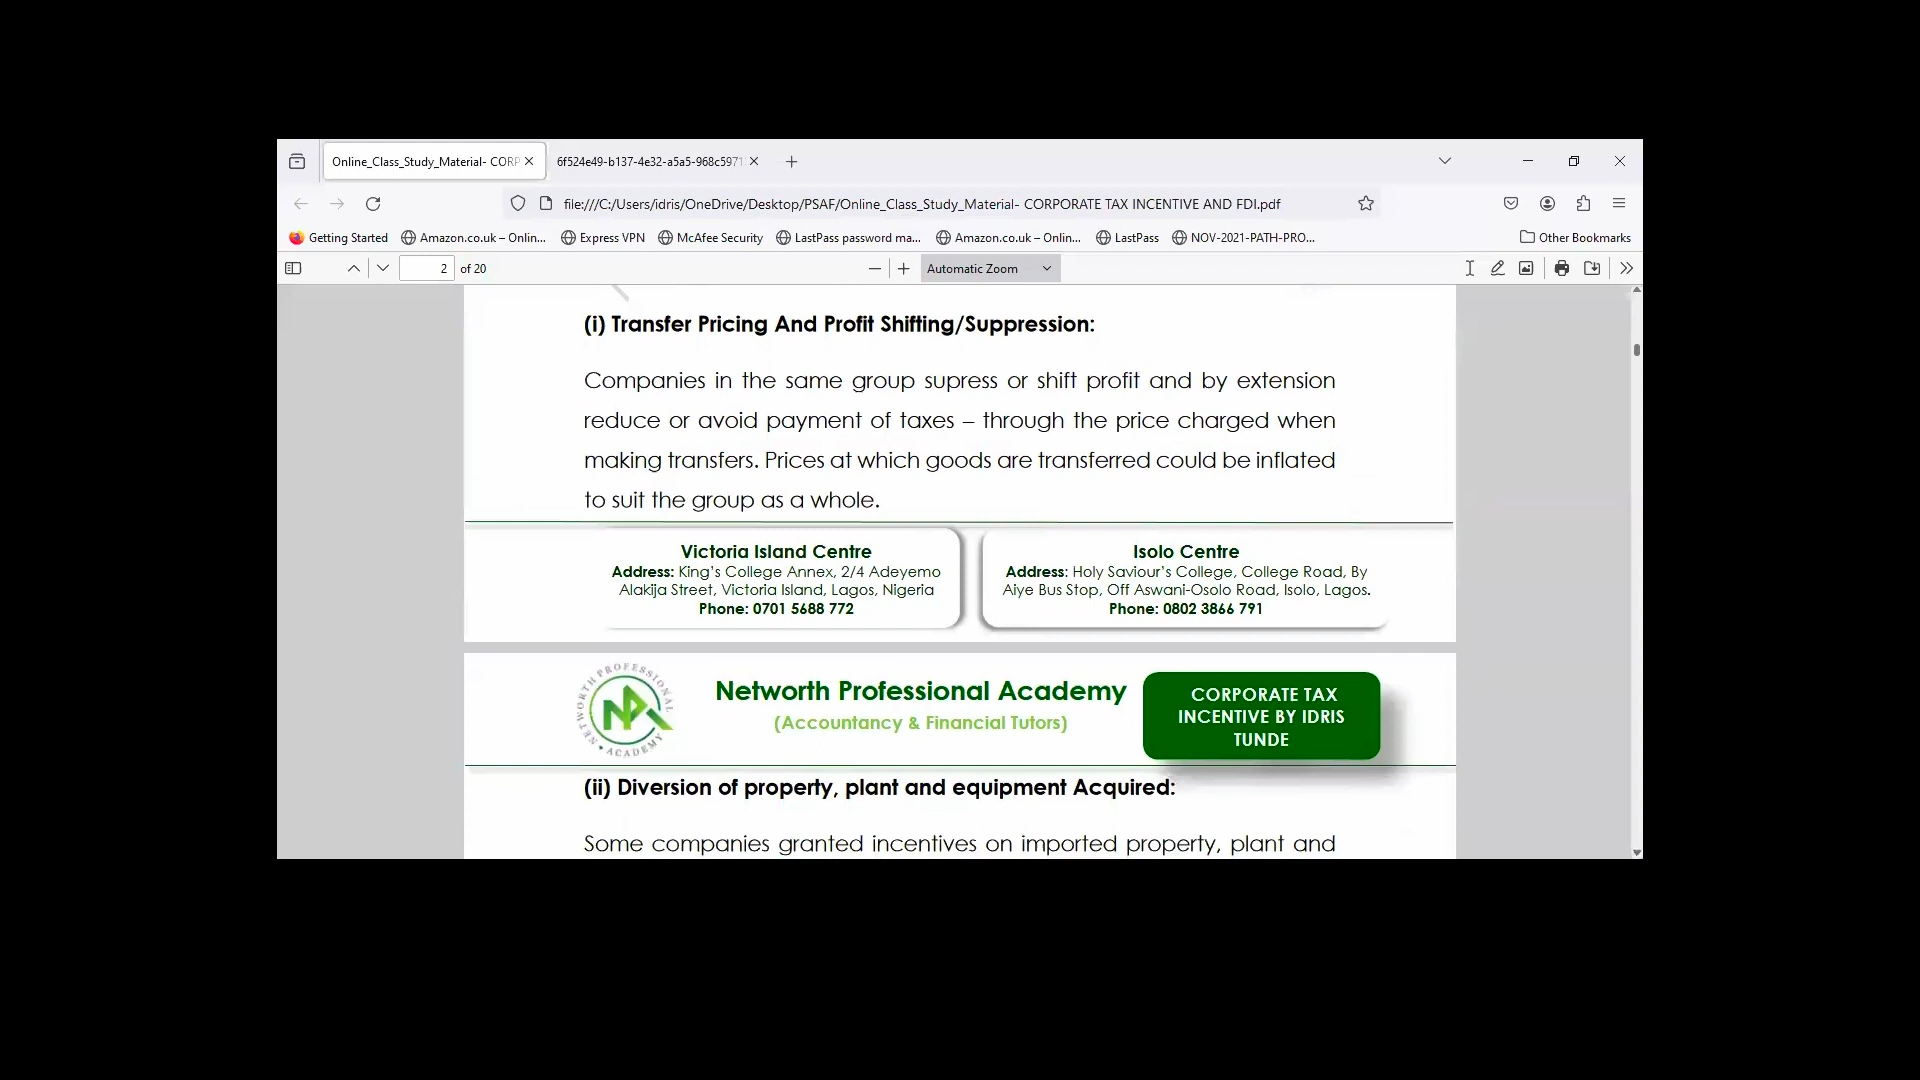 Online_Class_Study_Material- CORP
6f524e49-b137-4e32-a5a5-968c5971
file:///C:/Users/idris/OneDrive/Desktop/PSAF/Online_Class_Study_Material- CORPORATE TAX INCENTIVE AND FDI.pdf
Getting Started Amazon.co.uk – Onlin... Express VPN McAfee Security LastPass password ma... Amazon.co.uk – Onlin... LastPass NOV-2021-PATH-PRO... Other Bookmarks
2 of 20 Automatic Zoom
(i) Transfer Pricing And Profit Shifting/Suppression:
Companies in the same group supress or shift profit and by extension
reduce or avoid payment of taxes – through the price charged when
making transfers. Prices at which goods are transferred could be inflated
to suit the group as a whole.
Victoria Island Centre
Address: King's College Annex, 2/4 Adeyemo
Alakija Street, Victoria Island, Lagos, Nigeria
Phone: 0701 5688 772
Isolo Centre
Address: Holy Saviour's College, College Road, By
Aiye Bus Stop, Off Aswani-Osolo Road, Isolo, Lagos.
Phone: 0802 3866 791
NETWORTH PROFESSIONAL ACADEMY
NPA
Networth Professional Academy
(Accountancy & Financial Tutors)
CORPORATE TAX
INCENTIVE BY IDRIS
TUNDE
(ii) Diversion of property, plant and equipment Acquired:
Some companies granted incentives on imported property, plant and